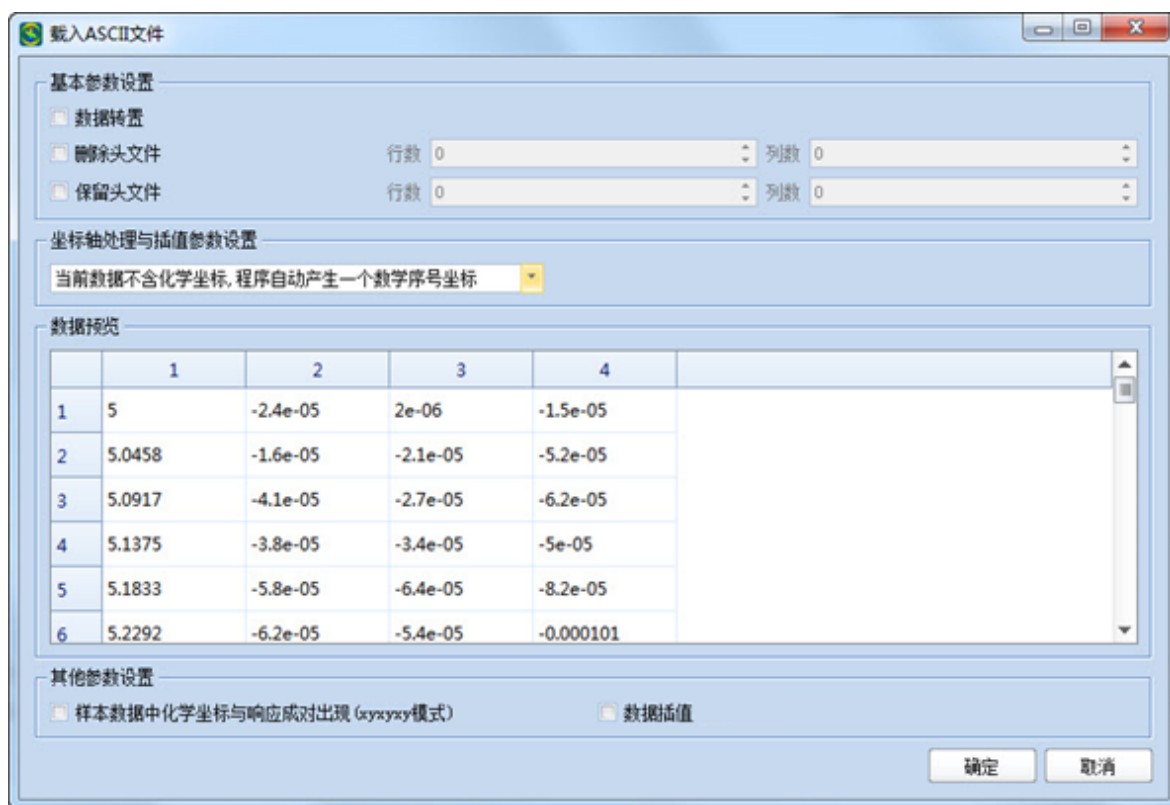 载入ASCII文件
基本参数设置
数据转置
删除头文件 行数 0 列数 0
保留头文件 行数 0 列数 0
坐标轴处理与插值参数设置
当前数据不含化学坐标,程序自动产生一个数学序号坐标
数据预览
1 2 3 4
1 5 -2.4e-05 2e-06 -1.5e-05
2 5.0458 -1.6e-05 -2.1e-05 -5.2e-05
3 5.0917 -4.1e-05 -2.7e-05 -6.2e-05
4 5.1375 -3.8e-05 -3.4e-05 -5e-05
5 5.1833 -5.8e-05 -6.4e-05 -8.2e-05
6 5.2292 -6.2e-05 -5.4e-05 -0.000101
其他参数设置
样本数据中化学坐标与响应成对出现(xyxyxy模式) 数据插值
确定 取消